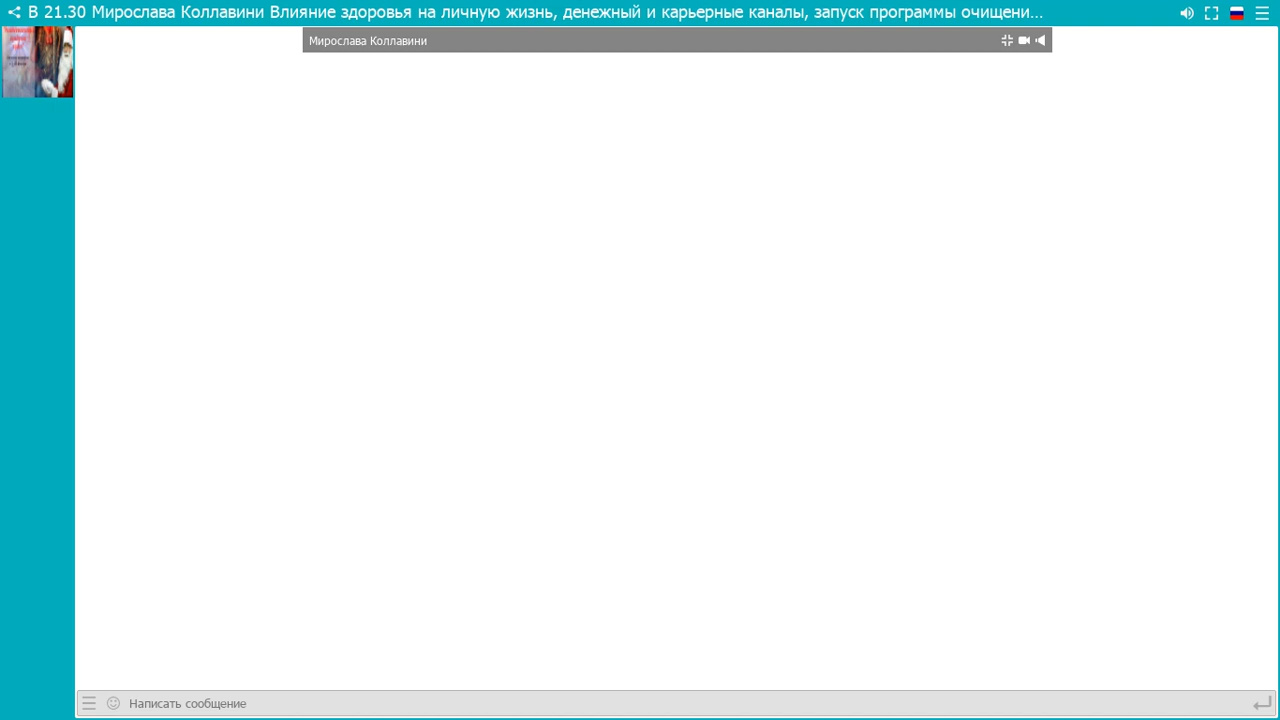 В 21.30 Мирослава Коллавини Влияние здоровья на личную жизнь, денежный и карьерные каналы, запуск программы очищени...
Мирослава Коллавини
Написать сообщение